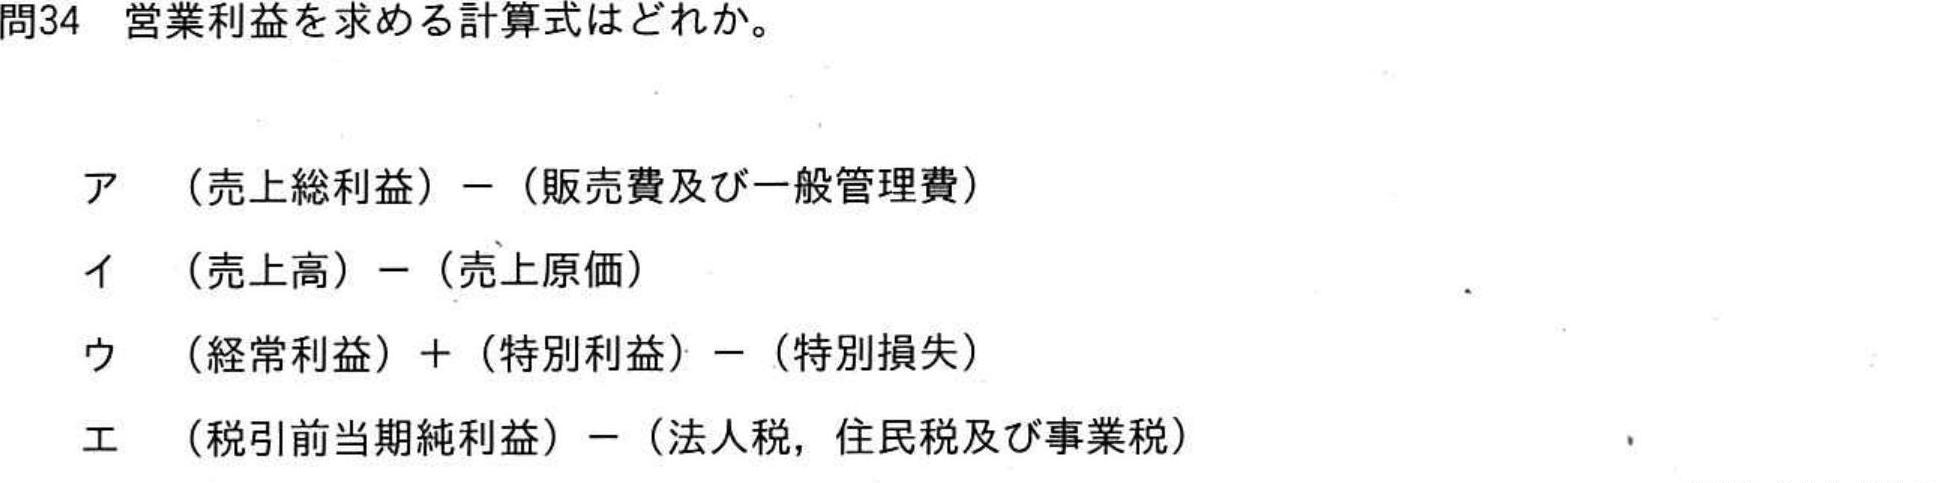 問34　営業利益を求める計算式はどれか。
ア　（売上総利益）－（販売費及び一般管理費）
イ　（売上高）－（売上原価）
ウ　（経常利益）＋（特別利益）－（特別損失）
エ　（税引前当期純利益）－（法人税，住民税及び事業税）